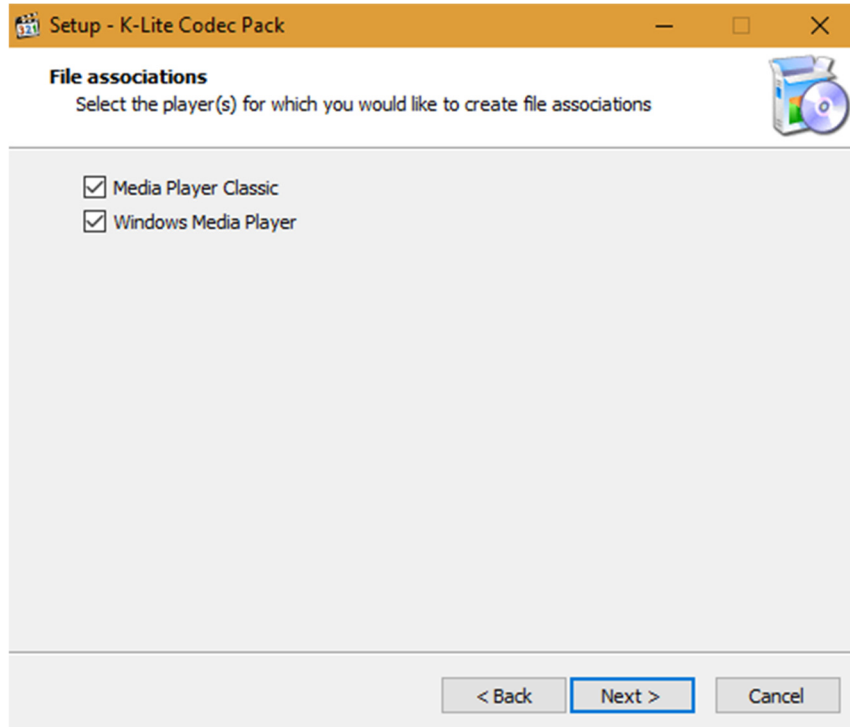 Setup - K-Lite Codec Pack
File associations
Select the player(s) for which you would like to create file associations
Media Player Classic
Windows Media Player
< Back
Next >
Cancel